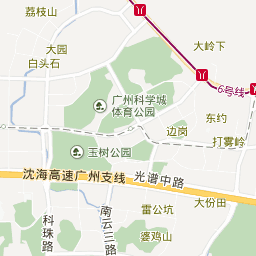 荔枝山
大岭下
大园
白头石
6号线
广州科学城
体育公园
东约
边岗
打雾岭
玉树公园
沈海高速广州支线
光谱中路
科珠路
南云三路
雷公坑
大份田
婆鸡山